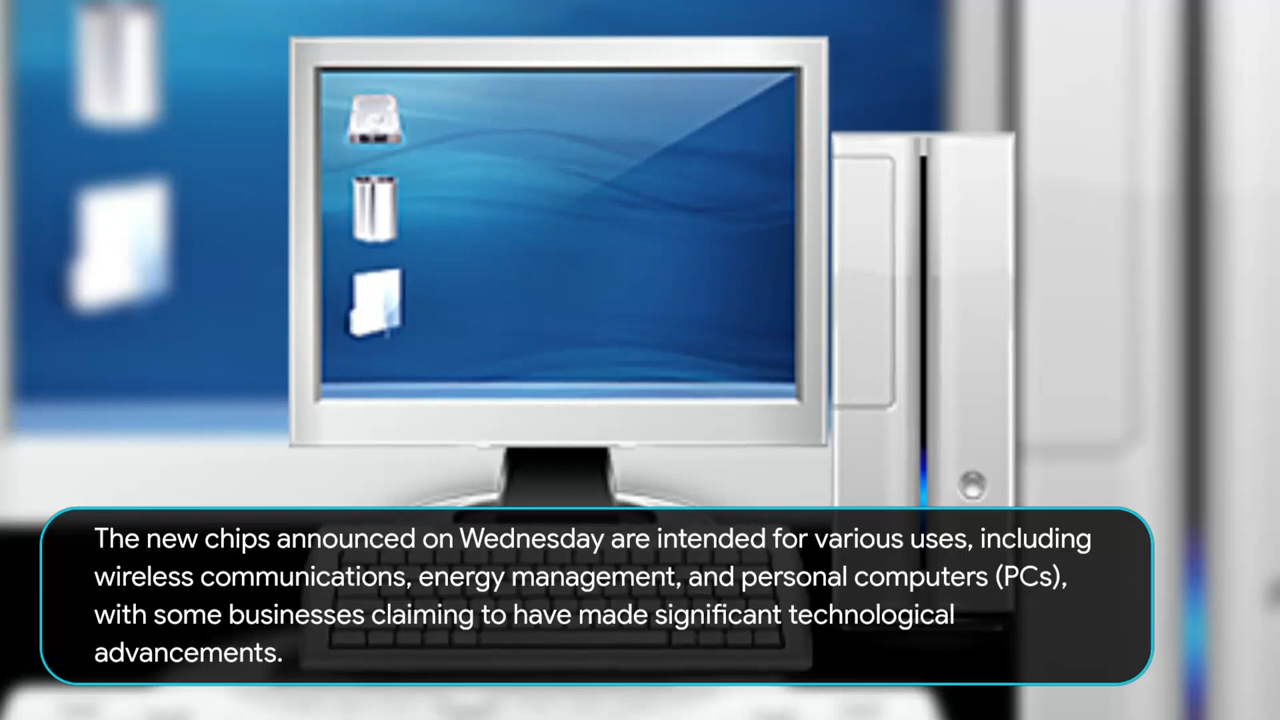 The new chips announced on Wednesday are intended for various uses, including
wireless communications, energy management, and personal computers (PCs),
with some businesses claiming to have made significant technological
advancements.